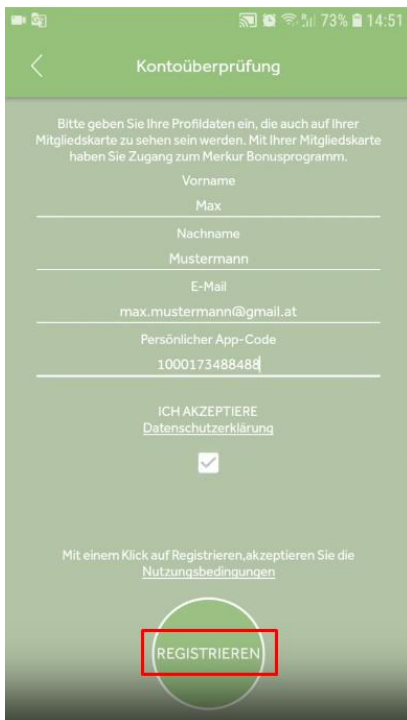 73% 14:51
Kontoüberprüfung
Bitte geben Sie Ihre Profildaten ein, die auch auf Ihrer
Mitgliedskarte zu sehen sein werden. Mit Ihrer Mitgliedskarte
haben Sie Zugang zum Merkur Bonusprogramm.
Vorname
Max
Nachname
Mustermann
E-Mail
max.mustermann@gmail.at
Persönlicher App-Code
1000173488488
ICH AKZEPTIERE
Datenschutzerklärung
Mit einem Klick auf Registrieren,akzeptieren Sie die
Nutzungsbedingungen
REGISTRIEREN